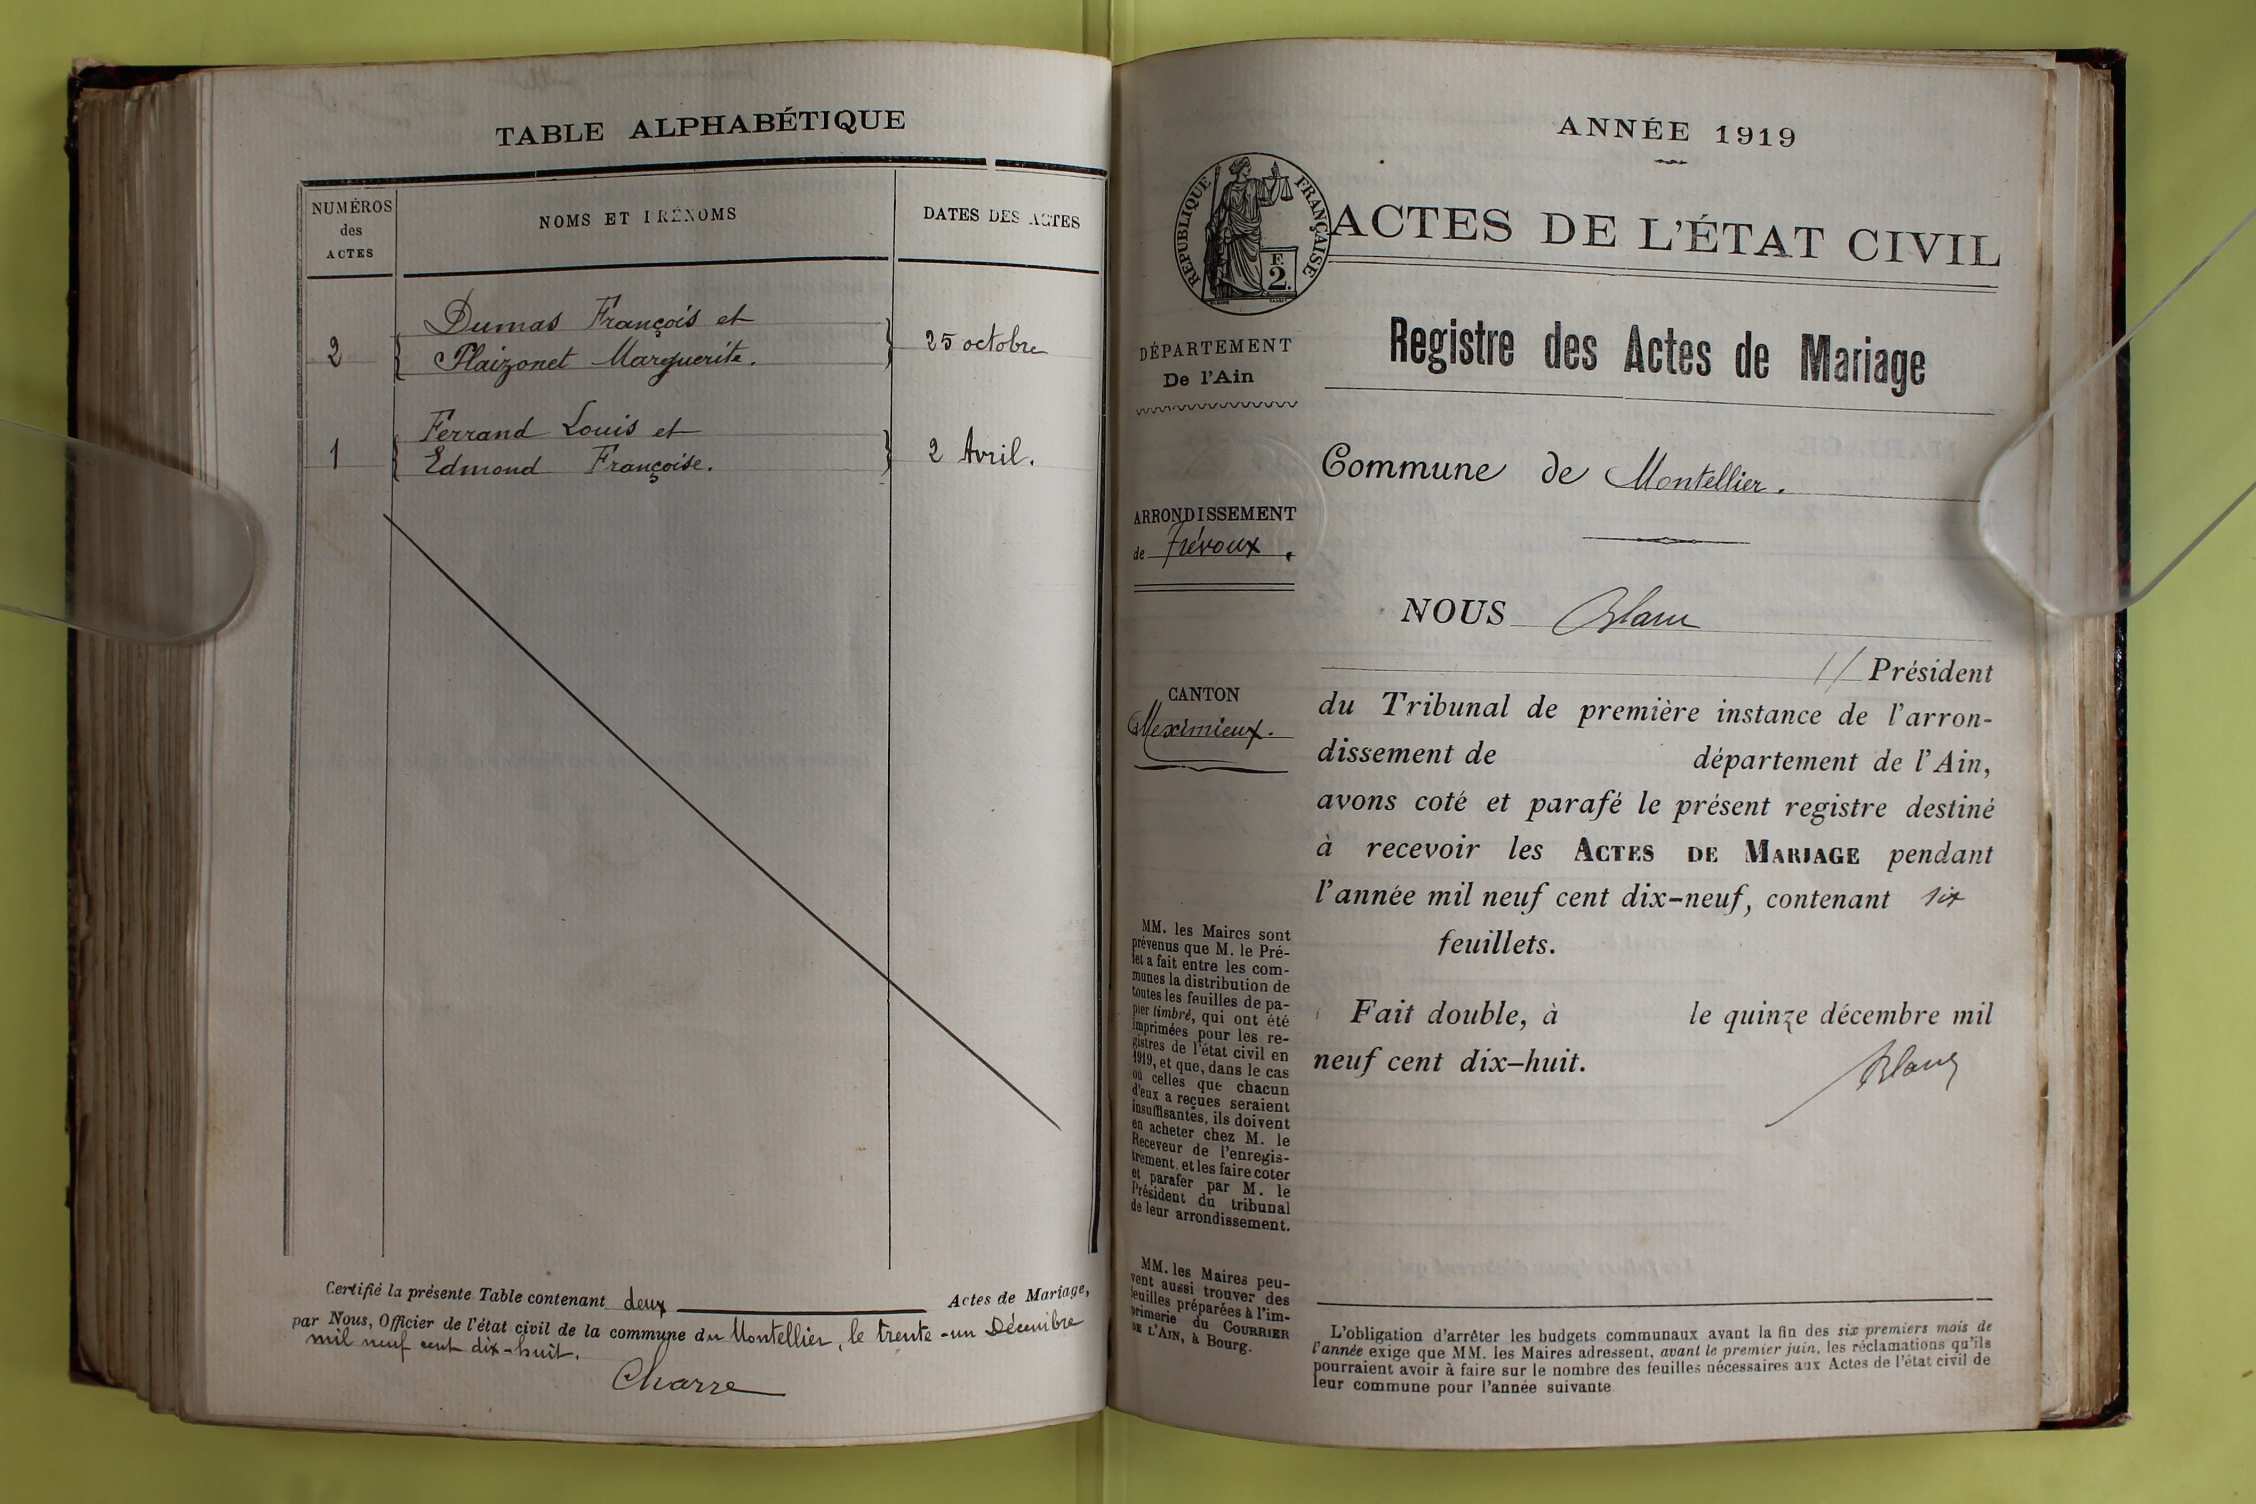 TABLE ALPHABÉTIQUE
NUMÉROS
des
ACTES
NOMS ET PRÉNOMS
DATES DES ACTES
Dumas François et
2
Plaizonet Marguerite.
25 octobre
Ferrand Louis et
1
Edmond Françoise.
2 Avril.
Certifié la présente Table contenant deux Actes de Mariage,
par Nous, Officier de l'état civil de la commune du Montellier, le trente-un Décembre
mil neuf cent dix-huit.
Charre
ANNÉE 1919
RÉPUBLIQUE FRANÇAISE
F.
2.
ACTES DE L'ÉTAT CIVIL
DÉPARTEMENT
De l'Ain
Registre des Actes de Mariage
Commune de Montellier.
ARRONDISSEMENT
de Trévoux.
NOUS Blanc
Président
CANTON
Meximieux.
du Tribunal de première instance de l'arron-
dissement de département de l'Ain,
avons coté et parafé le présent registre destiné
à recevoir les ACTES DE MARIAGE pendant
l'année mil neuf cent dix-neuf, contenant six
feuillets.
Fait double, à le quinze décembre mil
neuf cent dix-huit.
Blanc
MM. les Maires sont
prévenus que M. le Pré-
fet a fait entre les com-
munes la distribution de
toutes les feuilles de pa-
pier timbré, qui ont été
imprimées pour les re-
gistres de l'état civil en
1919, et que, dans le cas
où celles que chacun
d'eux a reçues seraient
insuffisantes, ils doivent
en acheter chez M. le
Receveur de l'enregis-
trement, et les faire coter
et parafer par M. le
Président du tribunal
de leur arrondissement.
MM. les Maires peu-
vent aussi trouver des
feuilles préparées à l'im-
primerie du COURRIER
DE L'AIN, à Bourg.
L'obligation d'arrêter les budgets communaux avant la fin des six premiers mois de
l'année exige que MM. les Maires adressent, avant le premier juin, les réclamations qu'ils
pourraient avoir à faire sur le nombre des feuilles nécessaires aux Actes de l'état civil de
leur commune pour l'année suivante